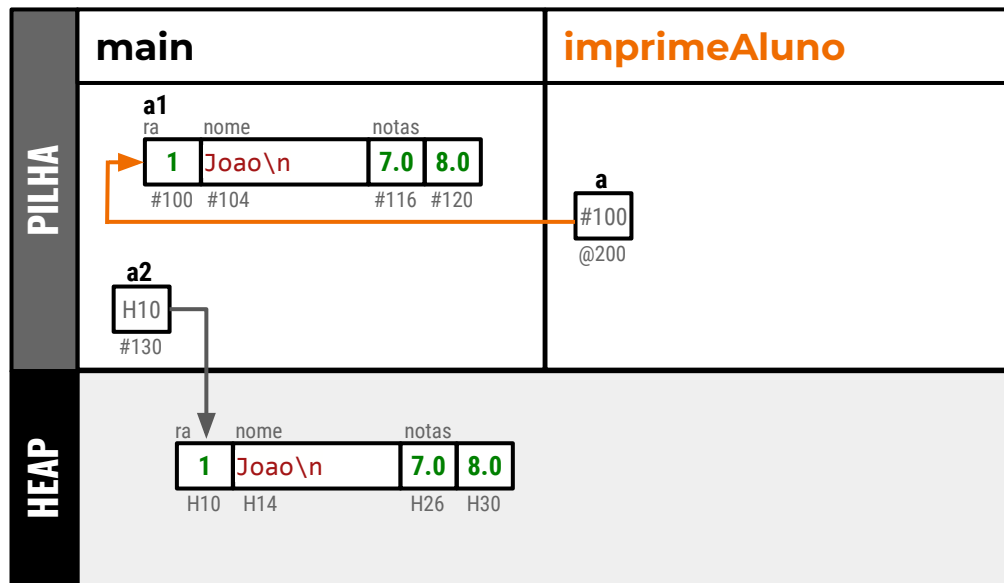 main
imprimeAluno
PILHA
a1
ra nome notas
1 Joao\n 7.0 8.0
#100 #104 #116 #120
a
#100
@200
a2
H10
#130
HEAP
ra nome notas
1 Joao\n 7.0 8.0
H10 H14 H26 H30